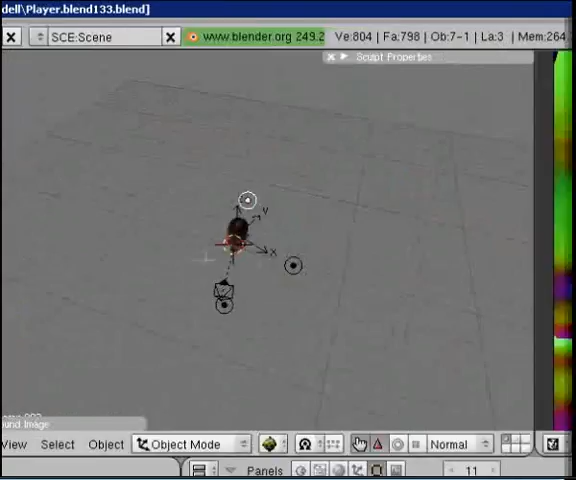 dell\Player.blend133.blend]
SCE:Scene www.blender.org 249.2 Ve:804 | Fa:798 | Ob:7-1 | La:3 | Mem:264.
Sculpt Properties
Y
X
ound Image
View Select Object Object Mode Normal
Panels 11